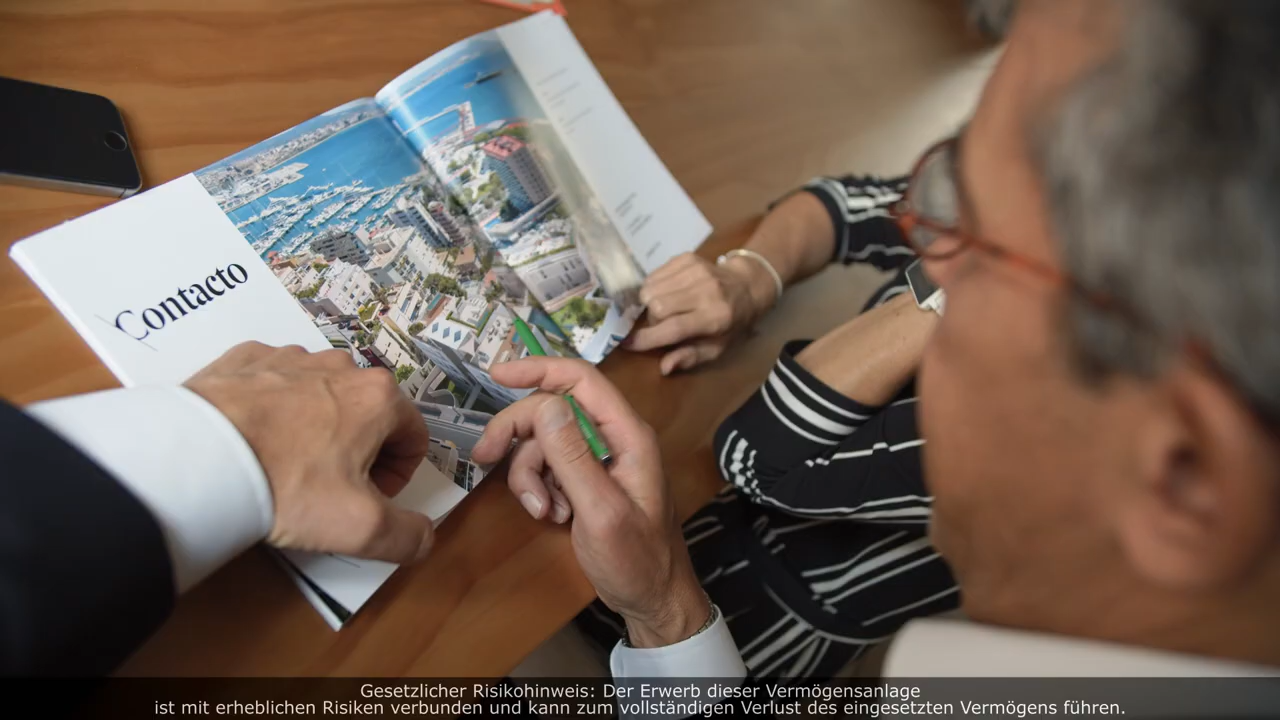 Contacto
Gesetzlicher Risikohinweis: Der Erwerb dieser Vermögensanlage
ist mit erheblichen Risiken verbunden und kann zum vollständigen Verlust des eingesetzten Vermögens führen.